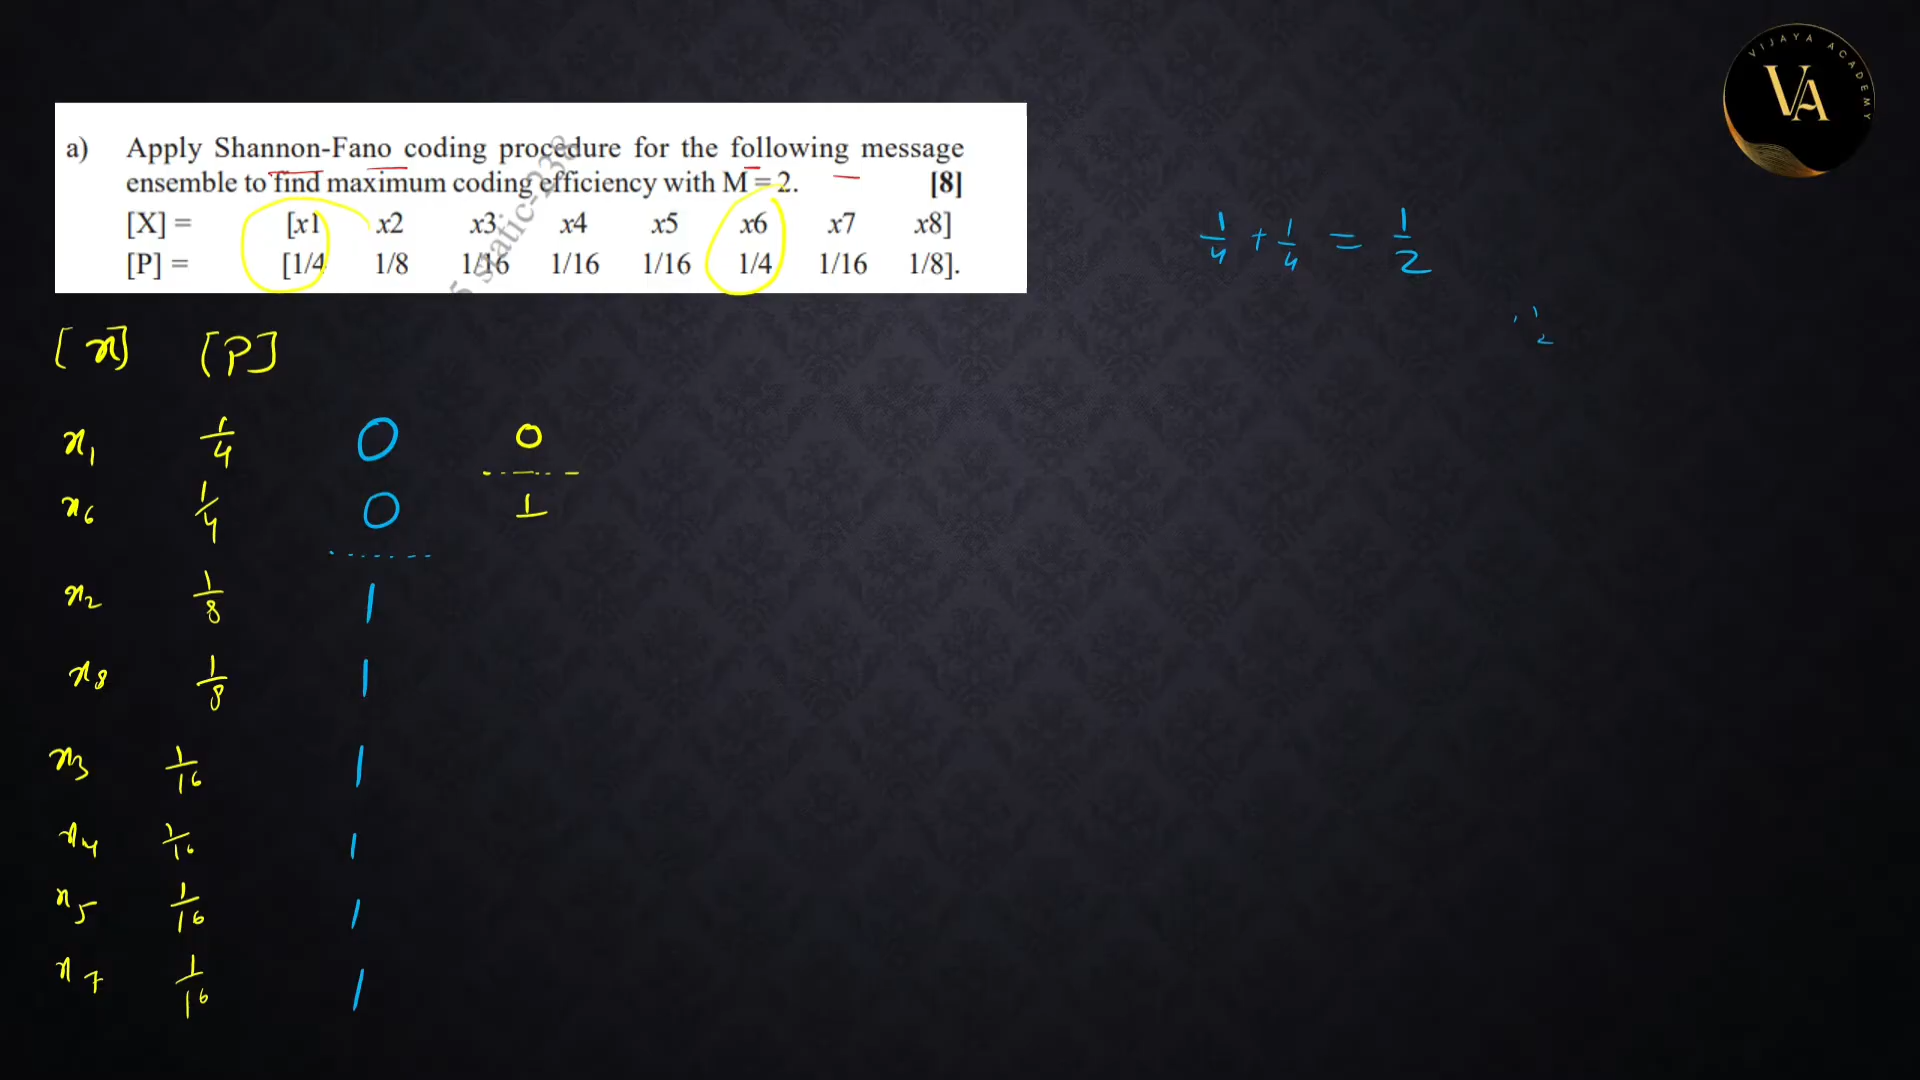 a) Apply Shannon-Fano coding procedure for the following message
ensemble to find maximum coding efficiency with M = 2. [8]
[X] = [x1 x2 x3 x4 x5 x6 x7 x8]
[P] = [1/4 1/8 1/16 1/16 1/16 1/4 1/16 1/8].
static-238
VIJAYA ACADEMY
VA
1/4 + 1/4 = 1/2
[x] [P]
x1 1/4 0 0
x6 1/4 0 1
x2 1/8 1
x8 1/8 1
x3 1/16 1
x4 1/16 1
x5 1/16 1
x7 1/16 1